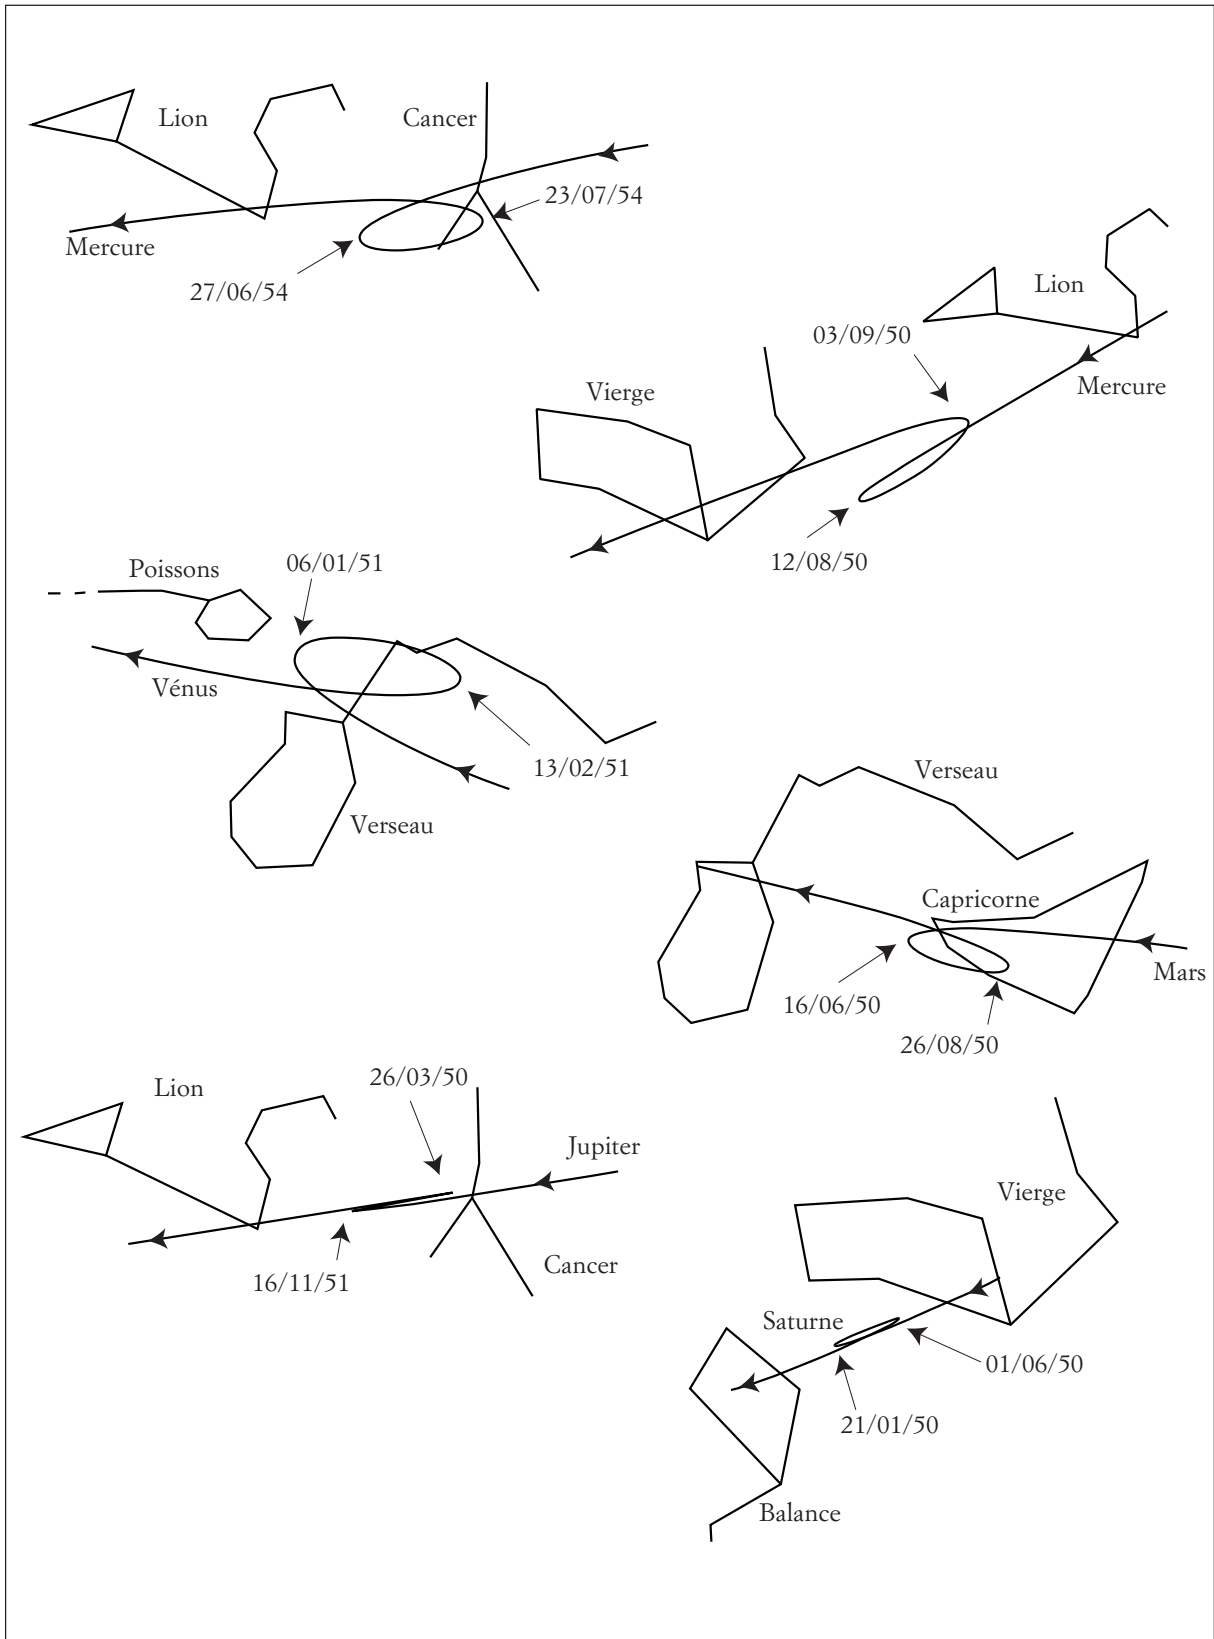 Lion
Cancer
23/07/54
Mercure
27/06/54
Lion
03/09/50
Mercure
Vierge
12/08/50
Poissons
06/01/51
Vénus
13/02/51
Verseau
Verseau
Capricorne
Mars
16/06/50
26/08/50
Lion
26/03/50
Jupiter
16/11/51
Cancer
Vierge
Saturne
01/06/50
21/01/50
Balance